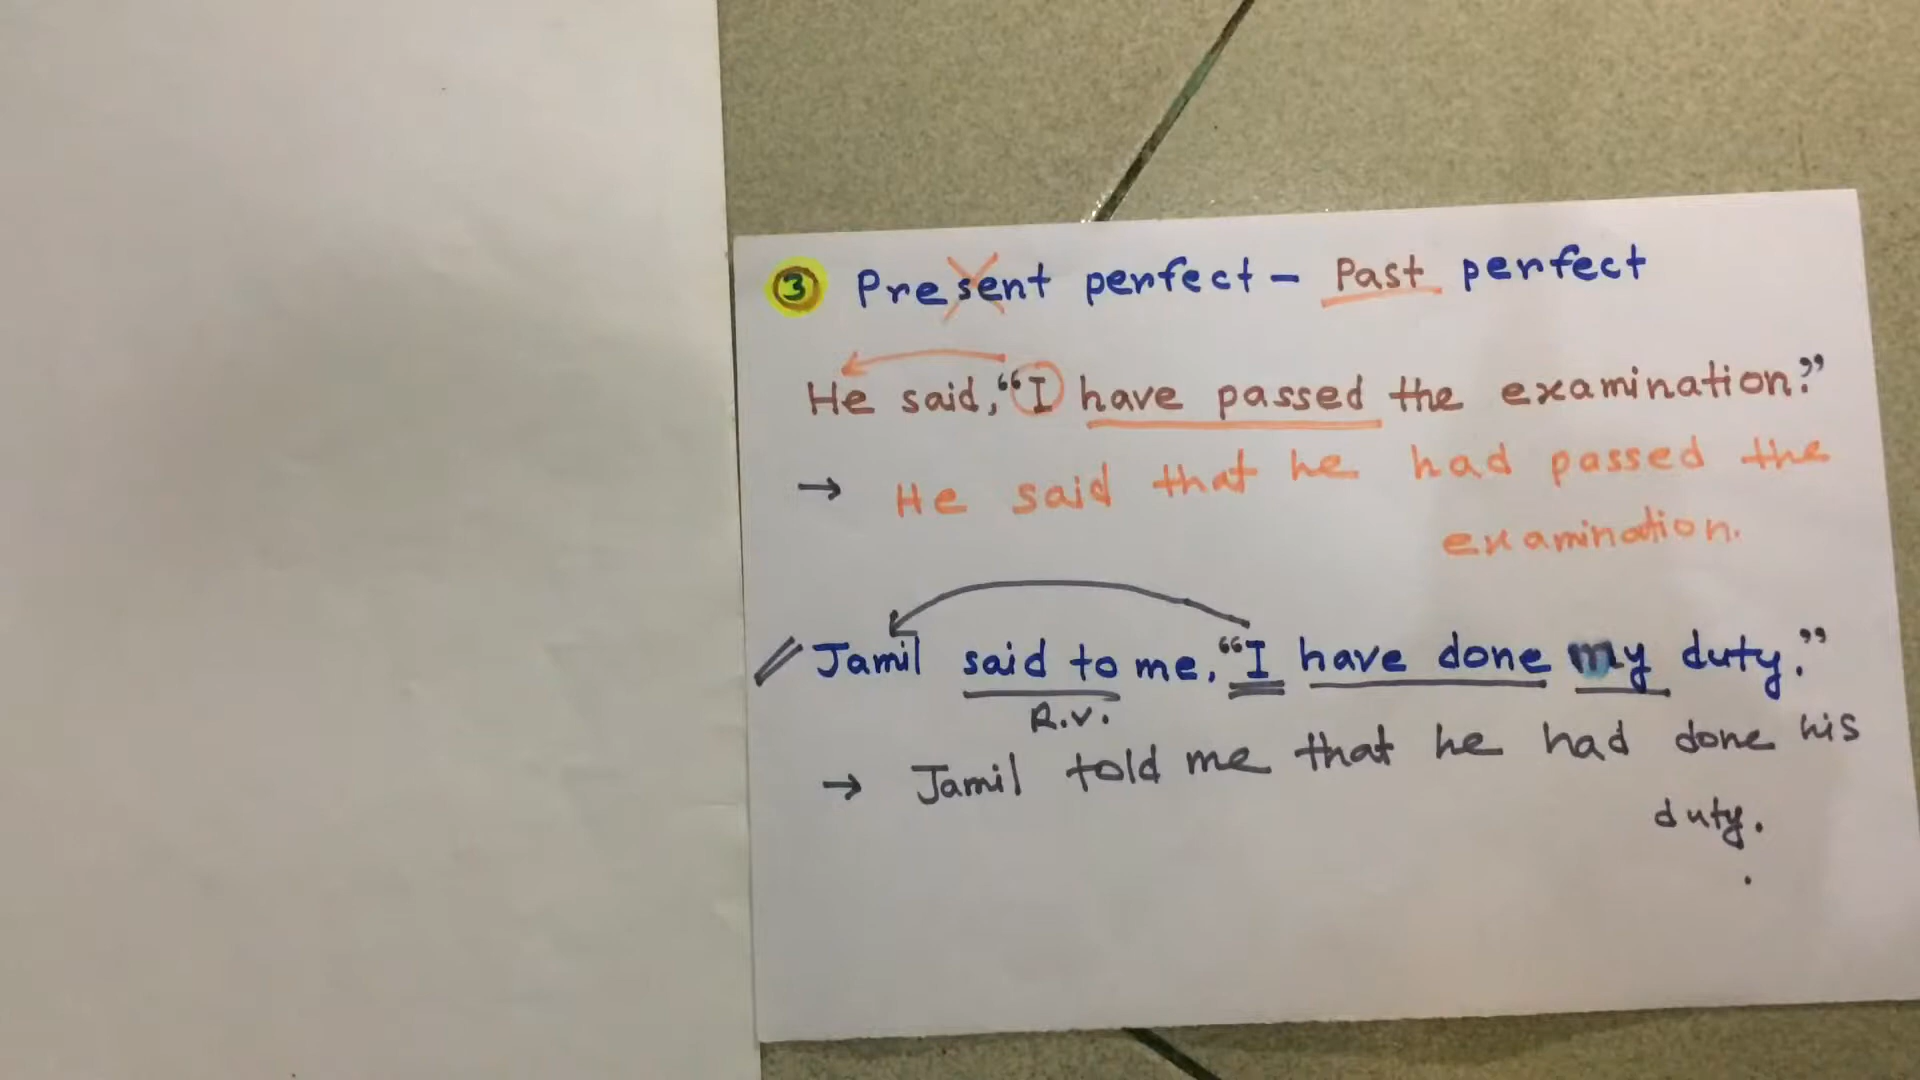 3 Present perfect - Past perfect
He said, “I have passed the examination.”
→ He said that he had passed the
examination.
Jamil said to me, “I have done my duty.”
R.V.
→ Jamil told me that he had done his
duty.